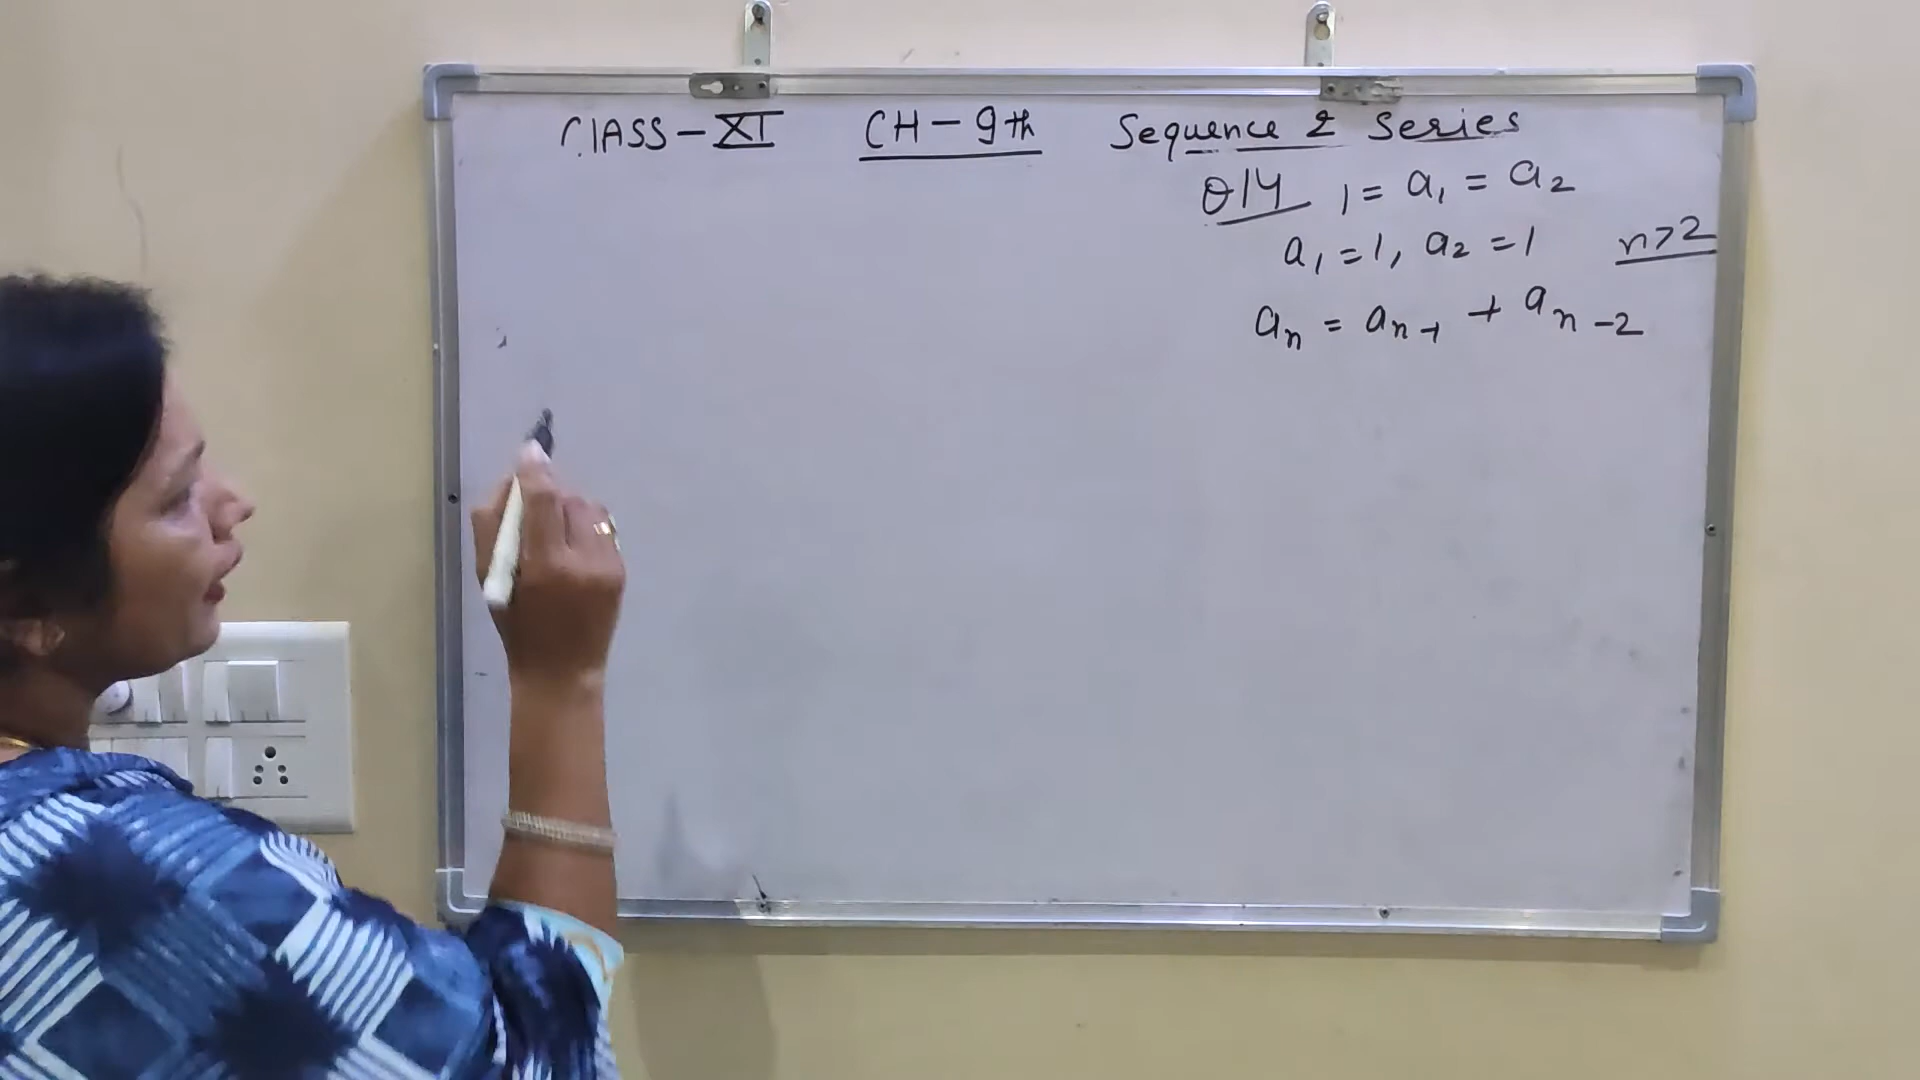 CLASS - XI CH - 9th Sequence & Series
Q14 1 = a₁ = a₂
a₁ = 1, a₂ = 1 n > 2
aₙ = aₙ₋₁ + aₙ₋₂